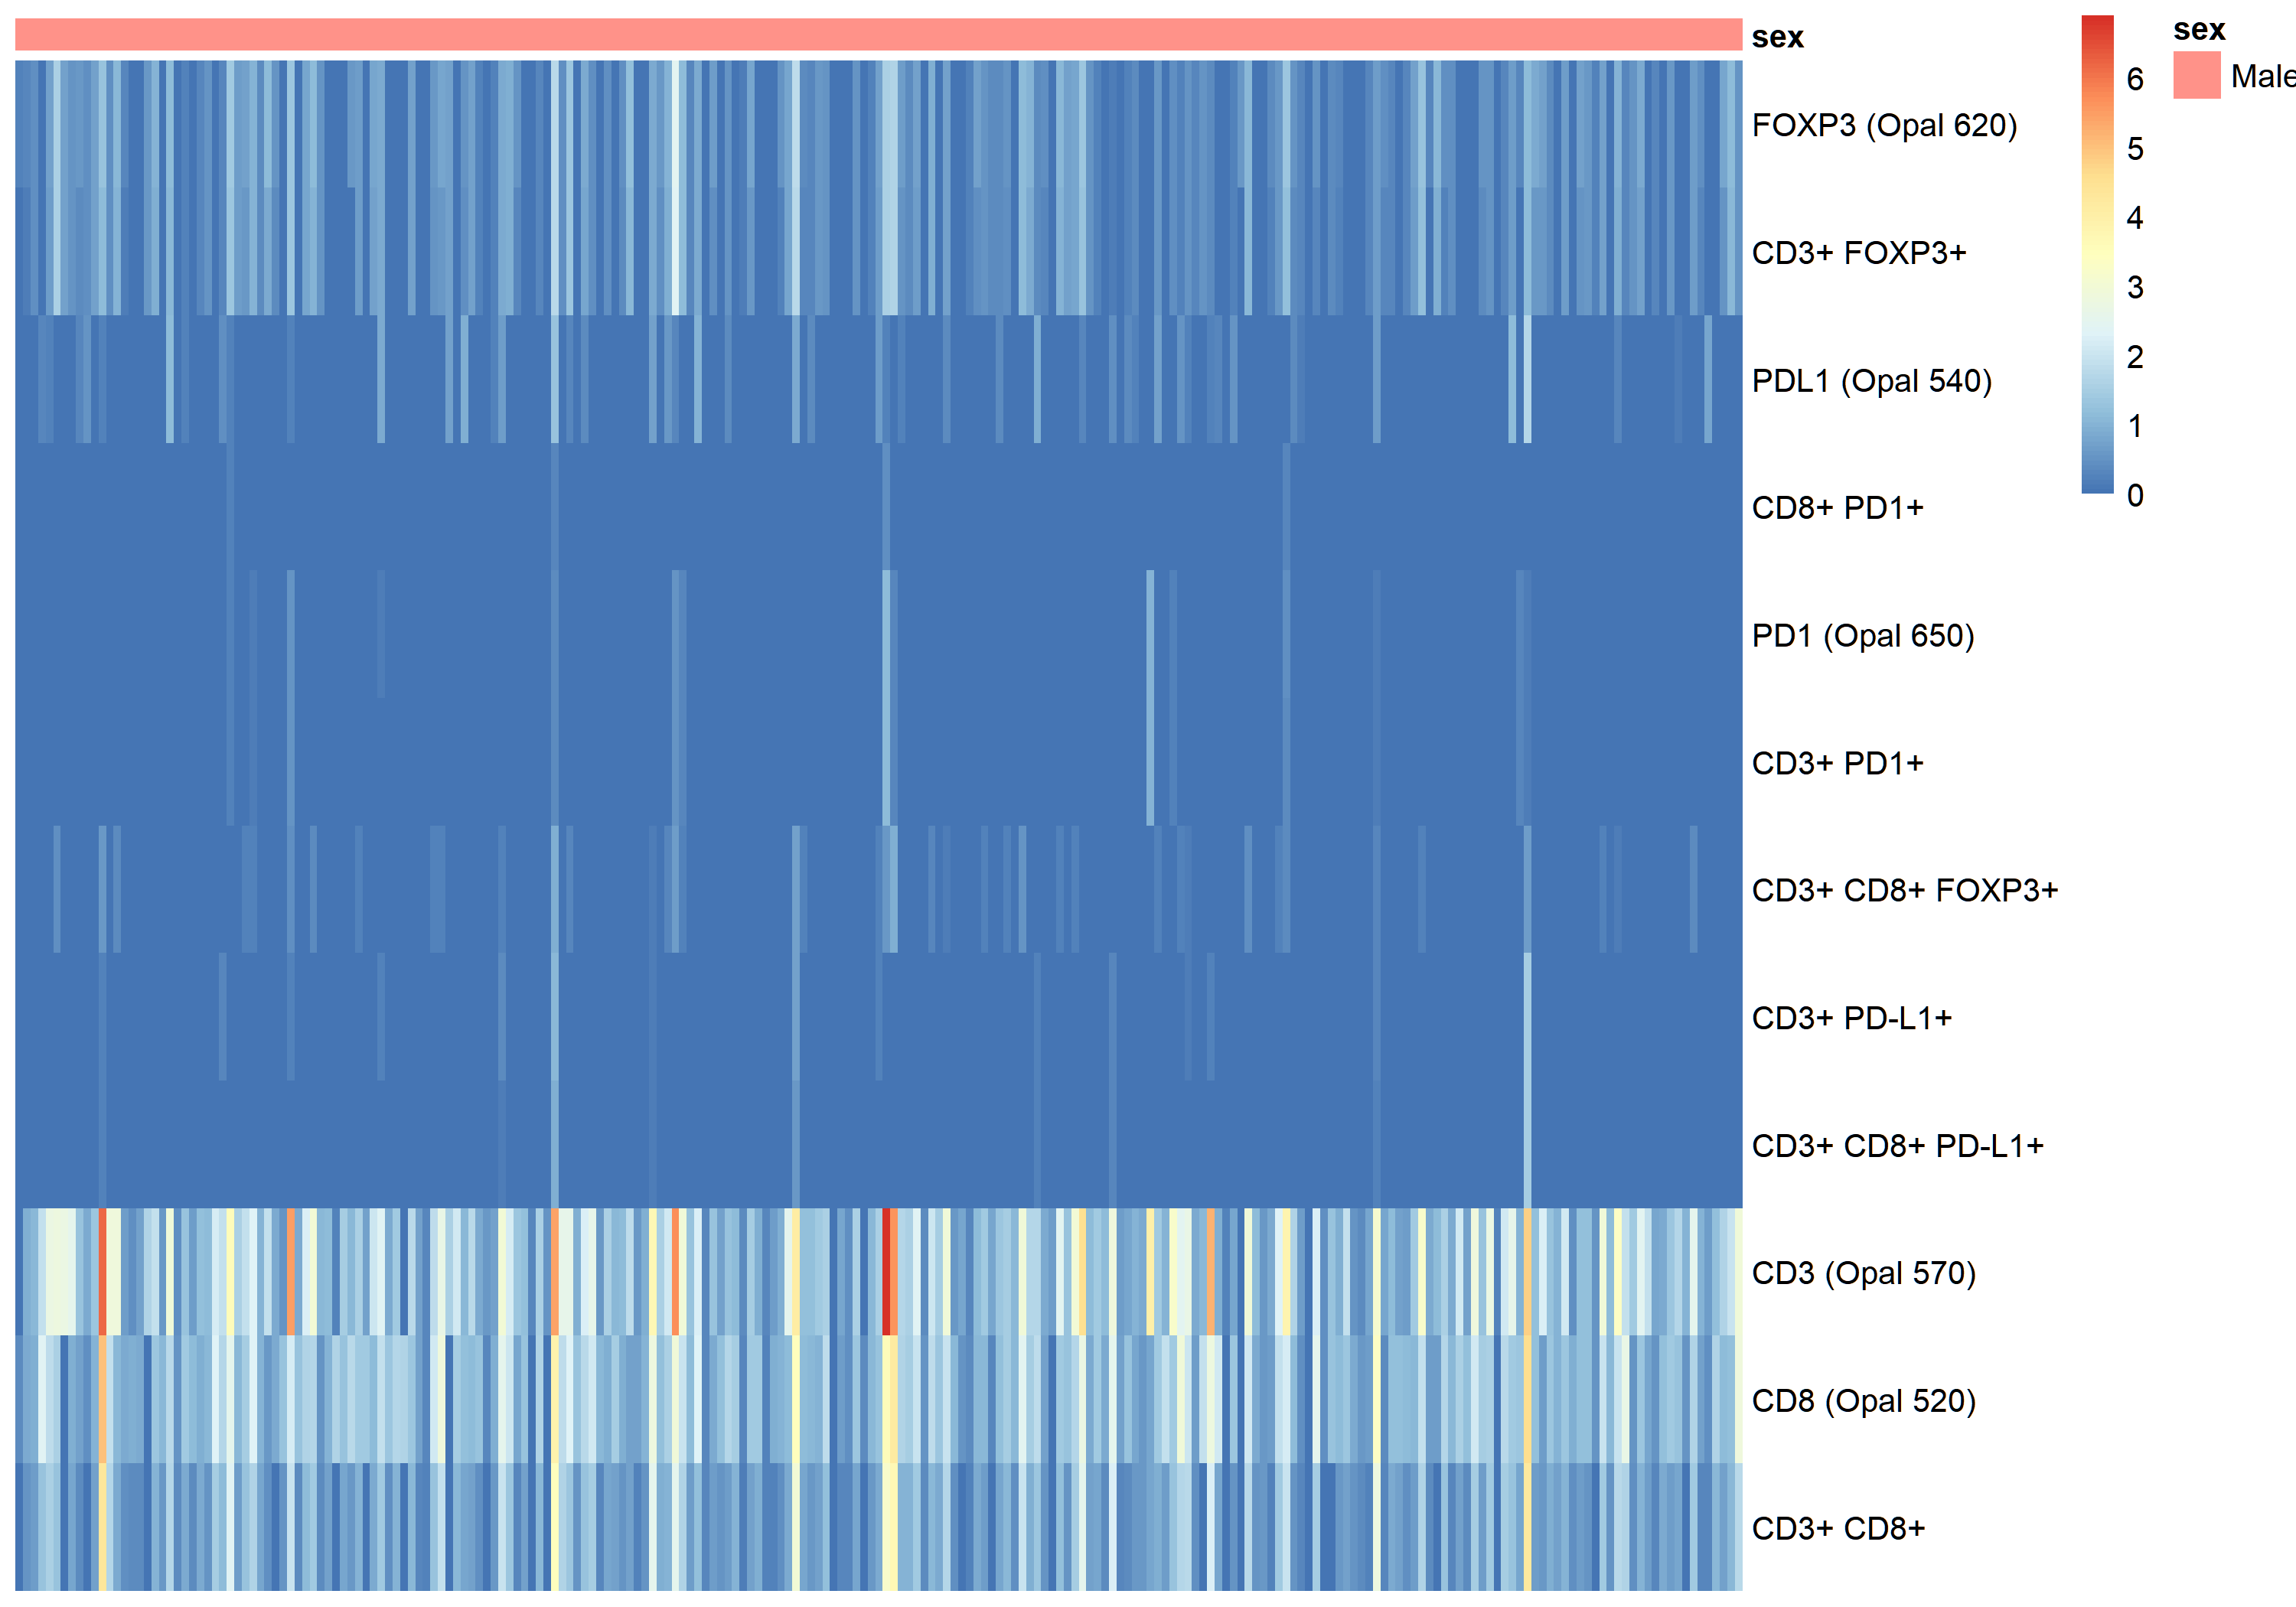 sex
FOXP3 (Opal 620)
CD3+ FOXP3+
PDL1 (Opal 540)
CD8+ PD1+
PD1 (Opal 650)
CD3+ PD1+
CD3+ CD8+ FOXP3+
CD3+ PD-L1+
CD3+ CD8+ PD-L1+
CD3 (Opal 570)
CD8 (Opal 520)
CD3+ CD8+
6
5
4
3
2
1
0
sex
Male